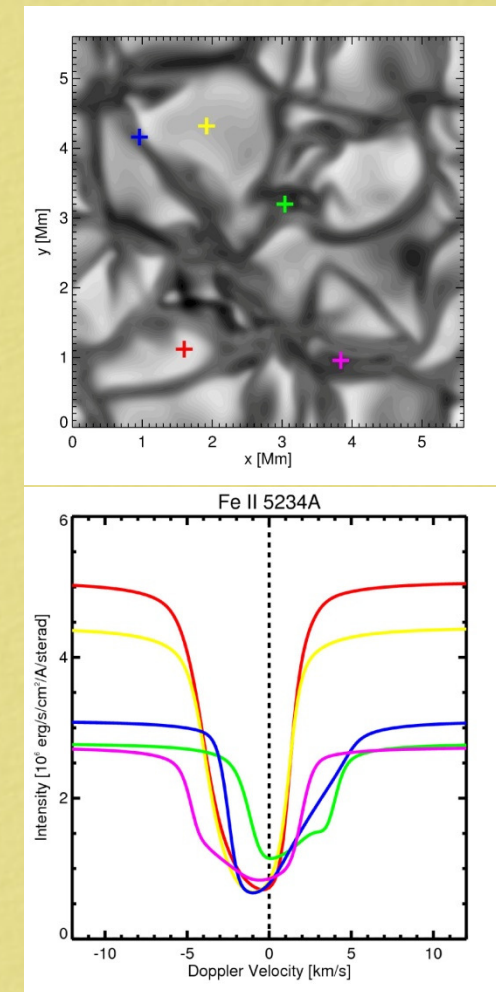 5
4
3
2
1
0
y [Mm]
0 1 2 3 4 5
x [Mm]
Fe II 5234A
6
4
2
0
Intensity [10⁶ erg/s/cm²/A/sterad]
-10 -5 0 5 10
Doppler Velocity [km/s]